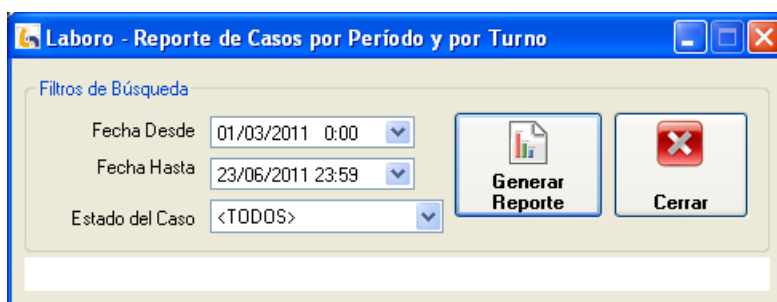 Laboro - Reporte de Casos por Período y por Turno
Filtros de Búsqueda
Fecha Desde 01/03/2011 0:00
Fecha Hasta 23/06/2011 23:59
Estado del Caso <TODOS>
Generar
Reporte
Cerrar